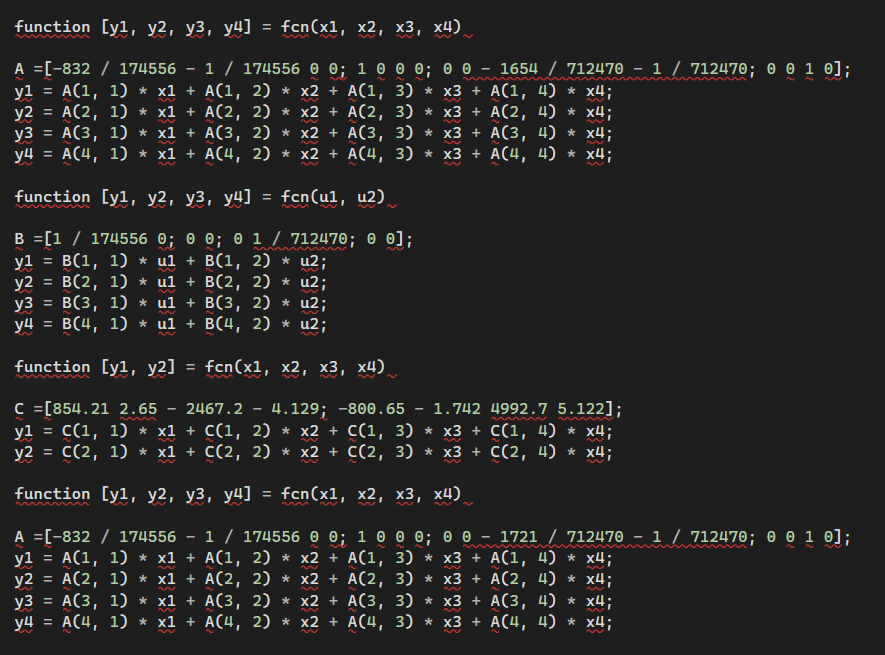 function [y1, y2, y3, y4] = fcn(x1, x2, x3, x4)
A =[-832 / 174556 - 1 / 174556 0 0; 1 0 0 0; 0 0 - 1654 / 712470 - 1 / 712470; 0 0 1 0];
y1 = A(1, 1) * x1 + A(1, 2) * x2 + A(1, 3) * x3 + A(1, 4) * x4;
y2 = A(2, 1) * x1 + A(2, 2) * x2 + A(2, 3) * x3 + A(2, 4) * x4;
y3 = A(3, 1) * x1 + A(3, 2) * x2 + A(3, 3) * x3 + A(3, 4) * x4;
y4 = A(4, 1) * x1 + A(4, 2) * x2 + A(4, 3) * x3 + A(4, 4) * x4;
function [y1, y2, y3, y4] = fcn(u1, u2)
B =[1 / 174556 0; 0 0; 0 1 / 712470; 0 0];
y1 = B(1, 1) * u1 + B(1, 2) * u2;
y2 = B(2, 1) * u1 + B(2, 2) * u2;
y3 = B(3, 1) * u1 + B(3, 2) * u2;
y4 = B(4, 1) * u1 + B(4, 2) * u2;
function [y1, y2] = fcn(x1, x2, x3, x4)
C =[854.21 2.65 - 2467.2 - 4.129; -800.65 - 1.742 4992.7 5.122];
y1 = C(1, 1) * x1 + C(1, 2) * x2 + C(1, 3) * x3 + C(1, 4) * x4;
y2 = C(2, 1) * x1 + C(2, 2) * x2 + C(2, 3) * x3 + C(2, 4) * x4;
function [y1, y2, y3, y4] = fcn(x1, x2, x3, x4)
A =[-832 / 174556 - 1 / 174556 0 0; 1 0 0 0; 0 0 - 1721 / 712470 - 1 / 712470; 0 0 1 0];
y1 = A(1, 1) * x1 + A(1, 2) * x2 + A(1, 3) * x3 + A(1, 4) * x4;
y2 = A(2, 1) * x1 + A(2, 2) * x2 + A(2, 3) * x3 + A(2, 4) * x4;
y3 = A(3, 1) * x1 + A(3, 2) * x2 + A(3, 3) * x3 + A(3, 4) * x4;
y4 = A(4, 1) * x1 + A(4, 2) * x2 + A(4, 3) * x3 + A(4, 4) * x4;